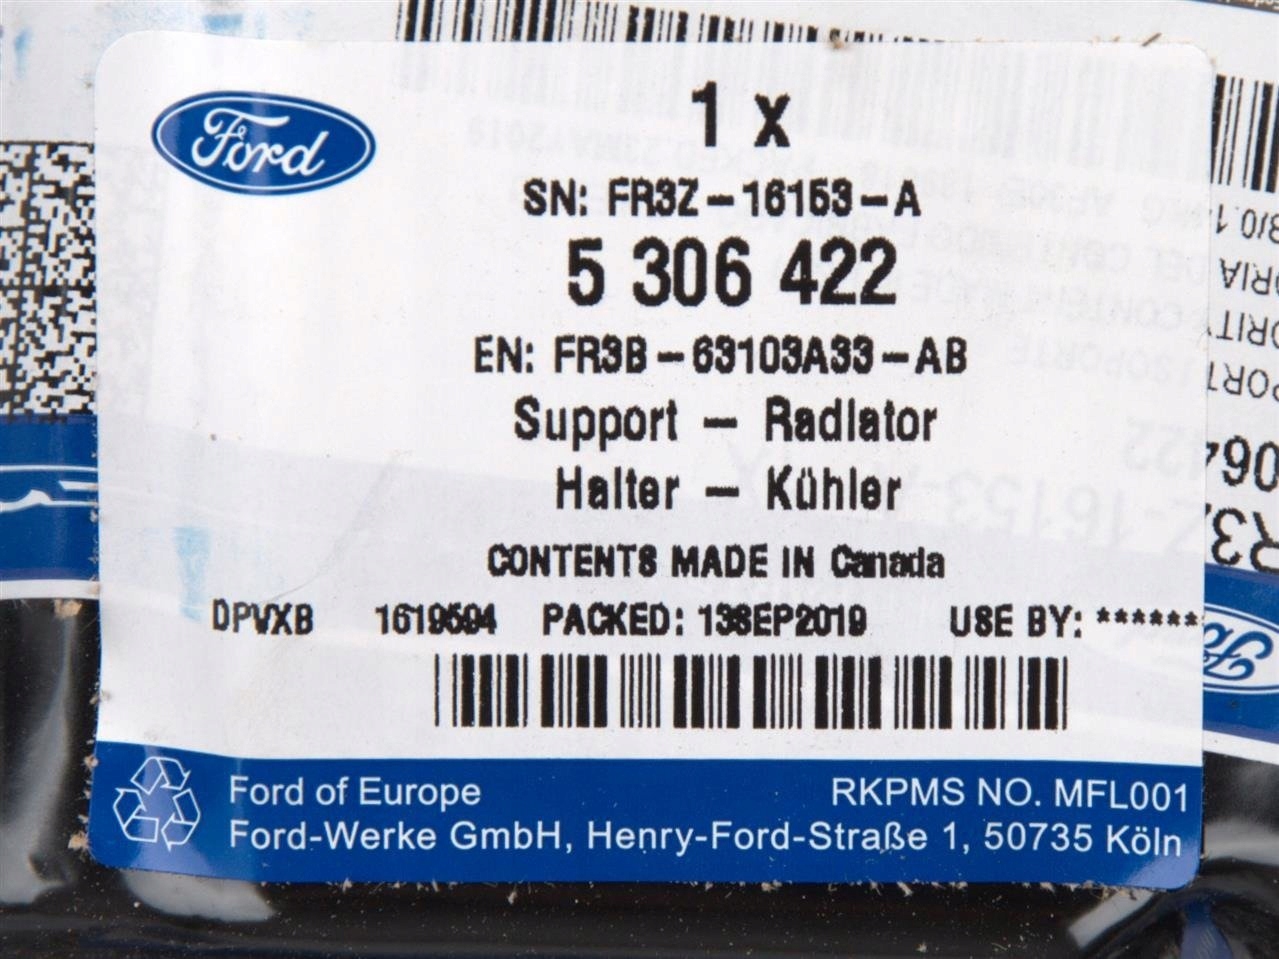 Ford
1 x
SN: FR3Z-16153-A
5 306 422
EN: FR3B-63103A33-AB
Support - Radiator
Halter - Kühler
CONTENTS MADE IN Canada
DPVXB 1619594 PACKED: 13SEP2019 USE BY: ******
Ford of Europe RKPMS NO. MFL001
Ford-Werke GmbH, Henry-Ford-Straße 1, 50735 Köln